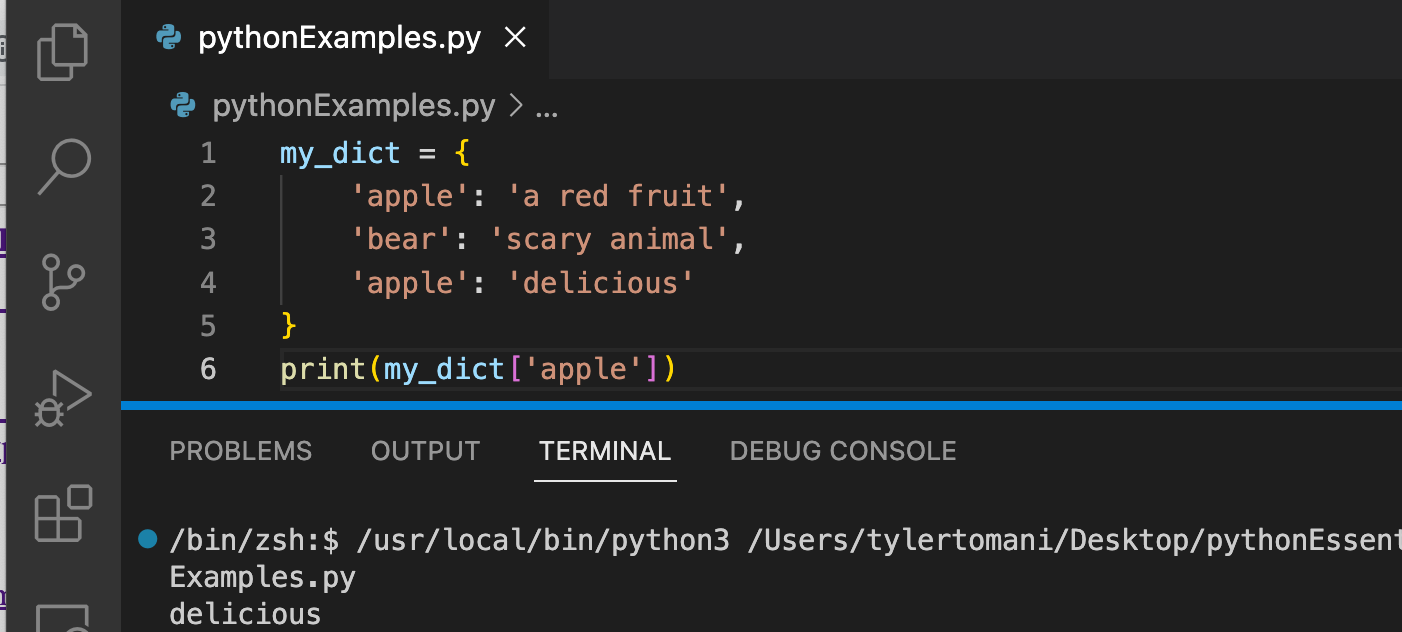 pythonExamples.py
pythonExamples.py > ...
1 my_dict = {
2     'apple': 'a red fruit',
3     'bear': 'scary animal',
4     'apple': 'delicious'
5 }
6 print(my_dict['apple'])
PROBLEMS OUTPUT TERMINAL DEBUG CONSOLE
/bin/zsh:$ /usr/local/bin/python3 /Users/tylertomani/Desktop/pythonEssent
Examples.py
delicious